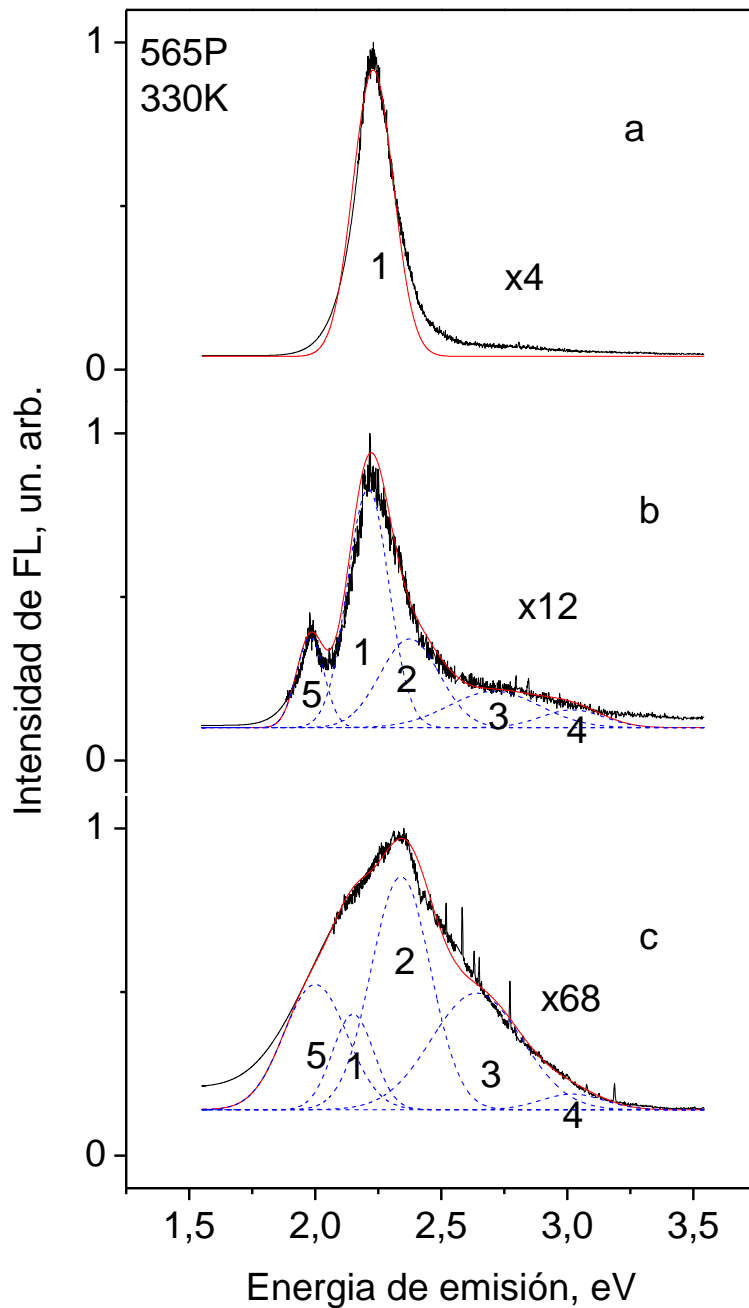 1
565P
330K
a
1
x4
0
1
b
x12
1
2
5
3
4
0
1
c
2
x68
5
1
3
4
0
1,5 2,0 2,5 3,0 3,5
Energia de emisión, eV
Intensidad de FL, un. arb.